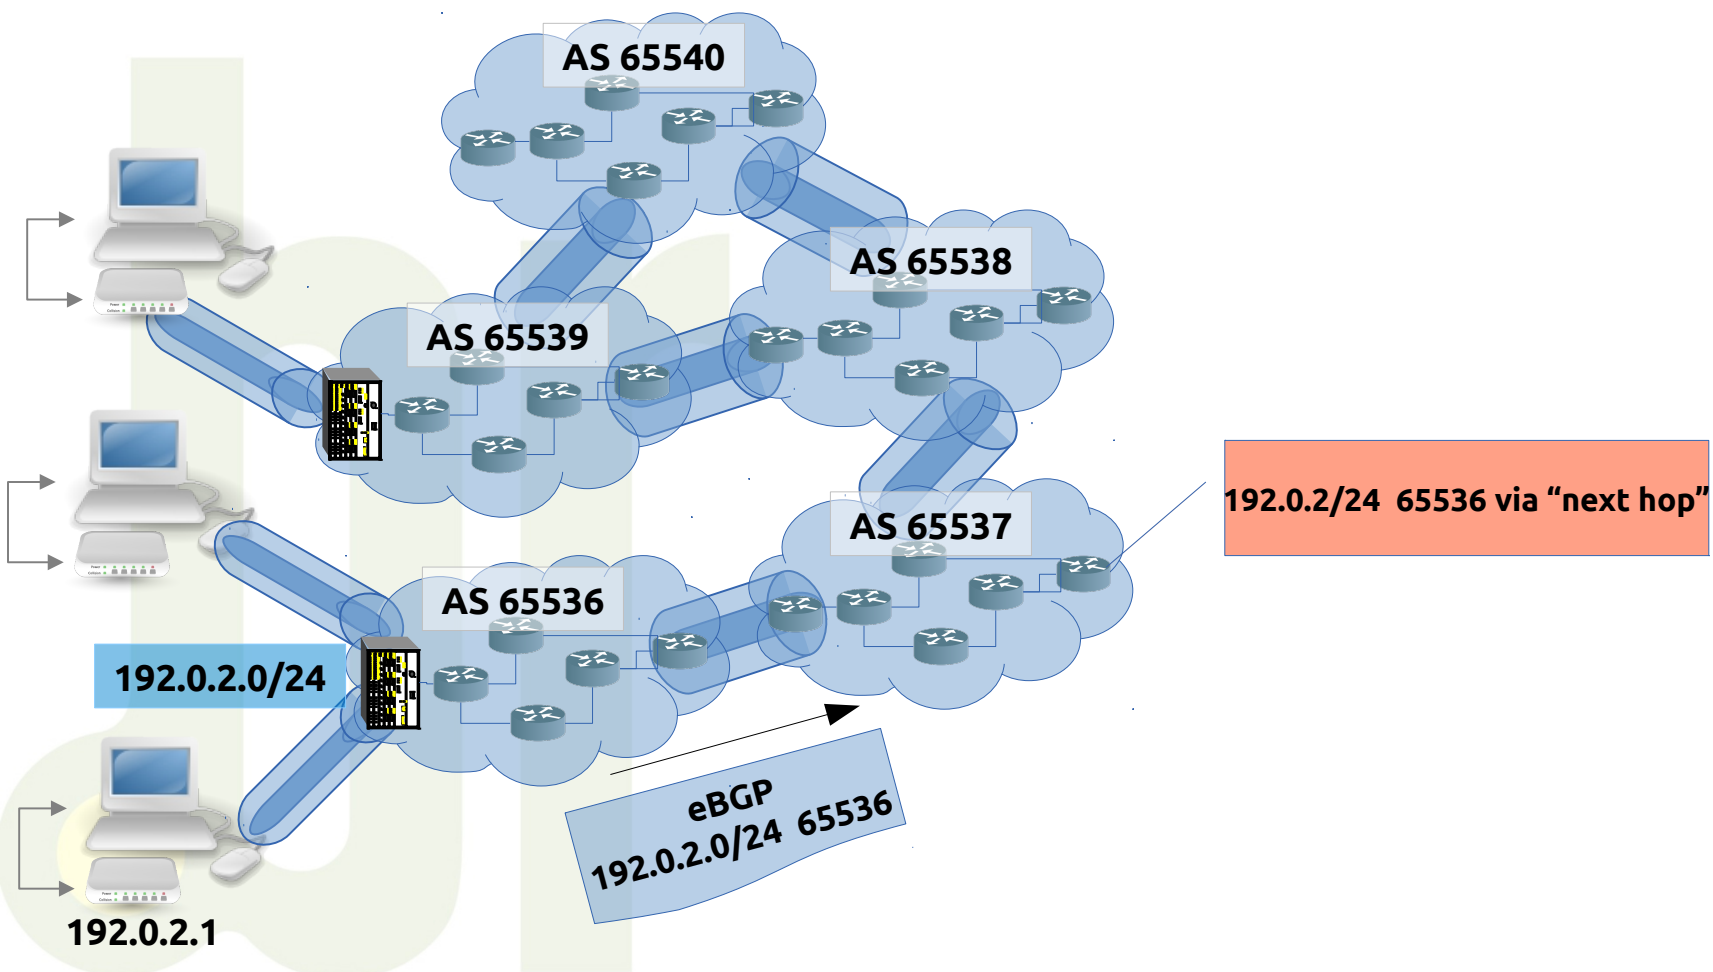 AS 65540
AS 65538
AS 65539
192.0.2/24 65536 via “next hop”
AS 65537
AS 65536
192.0.2.0/24
eBGP
192.0.2.0/24 65536
192.0.2.1